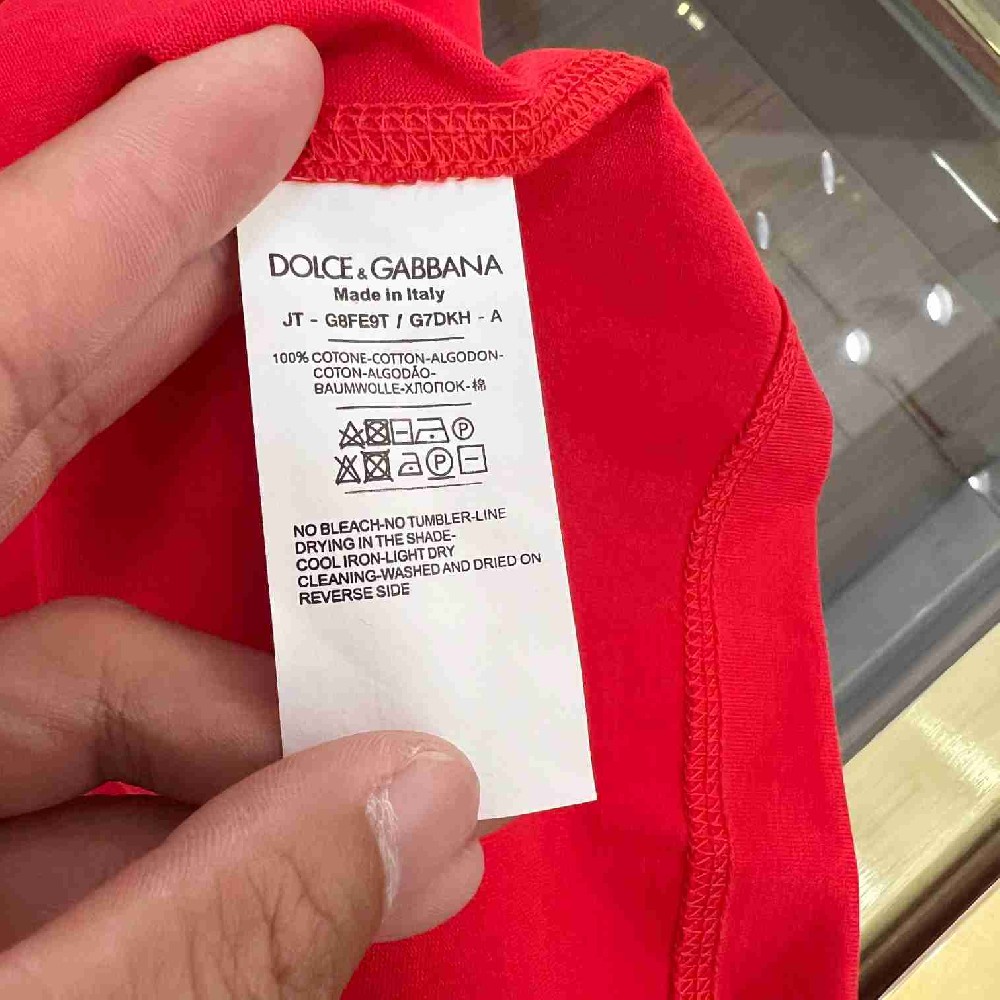 DOLCE & GABBANA
Made in Italy
JT - G8FE9T / G7DKH - A
100% COTONE-COTTON-ALGODON-
COTON-ALGODÃO-
BAUMWOLLE-ХЛОПОК-棉
P
P
NO BLEACH-NO TUMBLER-LINE
DRYING IN THE SHADE-
COOL IRON-LIGHT DRY
CLEANING-WASHED AND DRIED ON
REVERSE SIDE